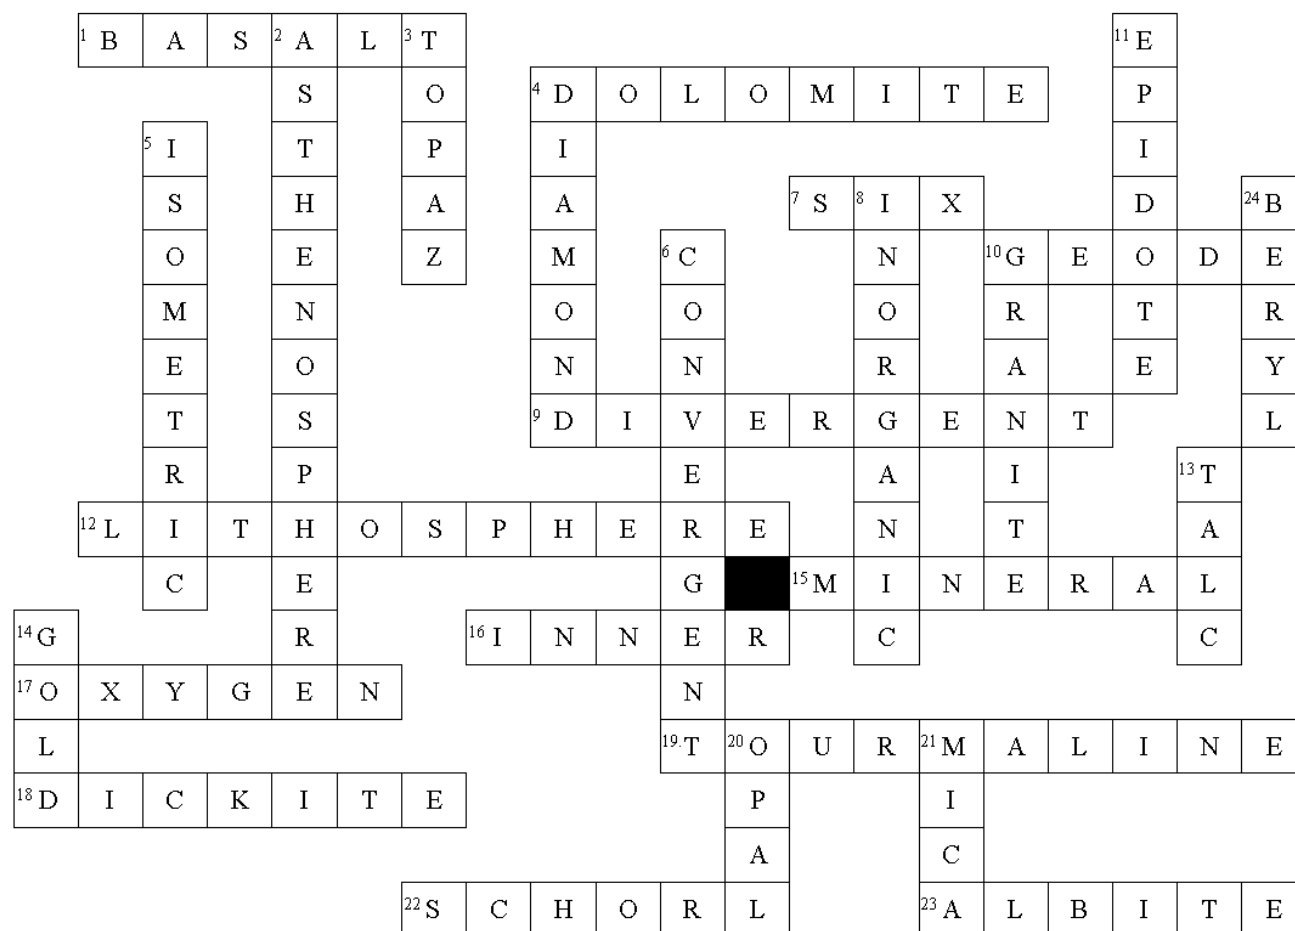 1 B A S 2 A L 3 T 11 E
S O 4 D O L O M I T E P
5 I T P I I
S H A A 7 S 8 I X D 24 B
O E Z M 6 C N 10 G E O D E
M N O O O R T R
E O N N R A E Y
T S 9 D I V E R G E N T L
R P E A I 13 T
12 L I T H O S P H E R E N T A
C E G 15 M I N E R A L
14 G R 16 I N N E R C C
17 O X Y G E N N
L 19. T 20 O U R 21 M A L I N E
18 D I C K I T E P I
A C
22 S C H O R L 23 A L B I T E